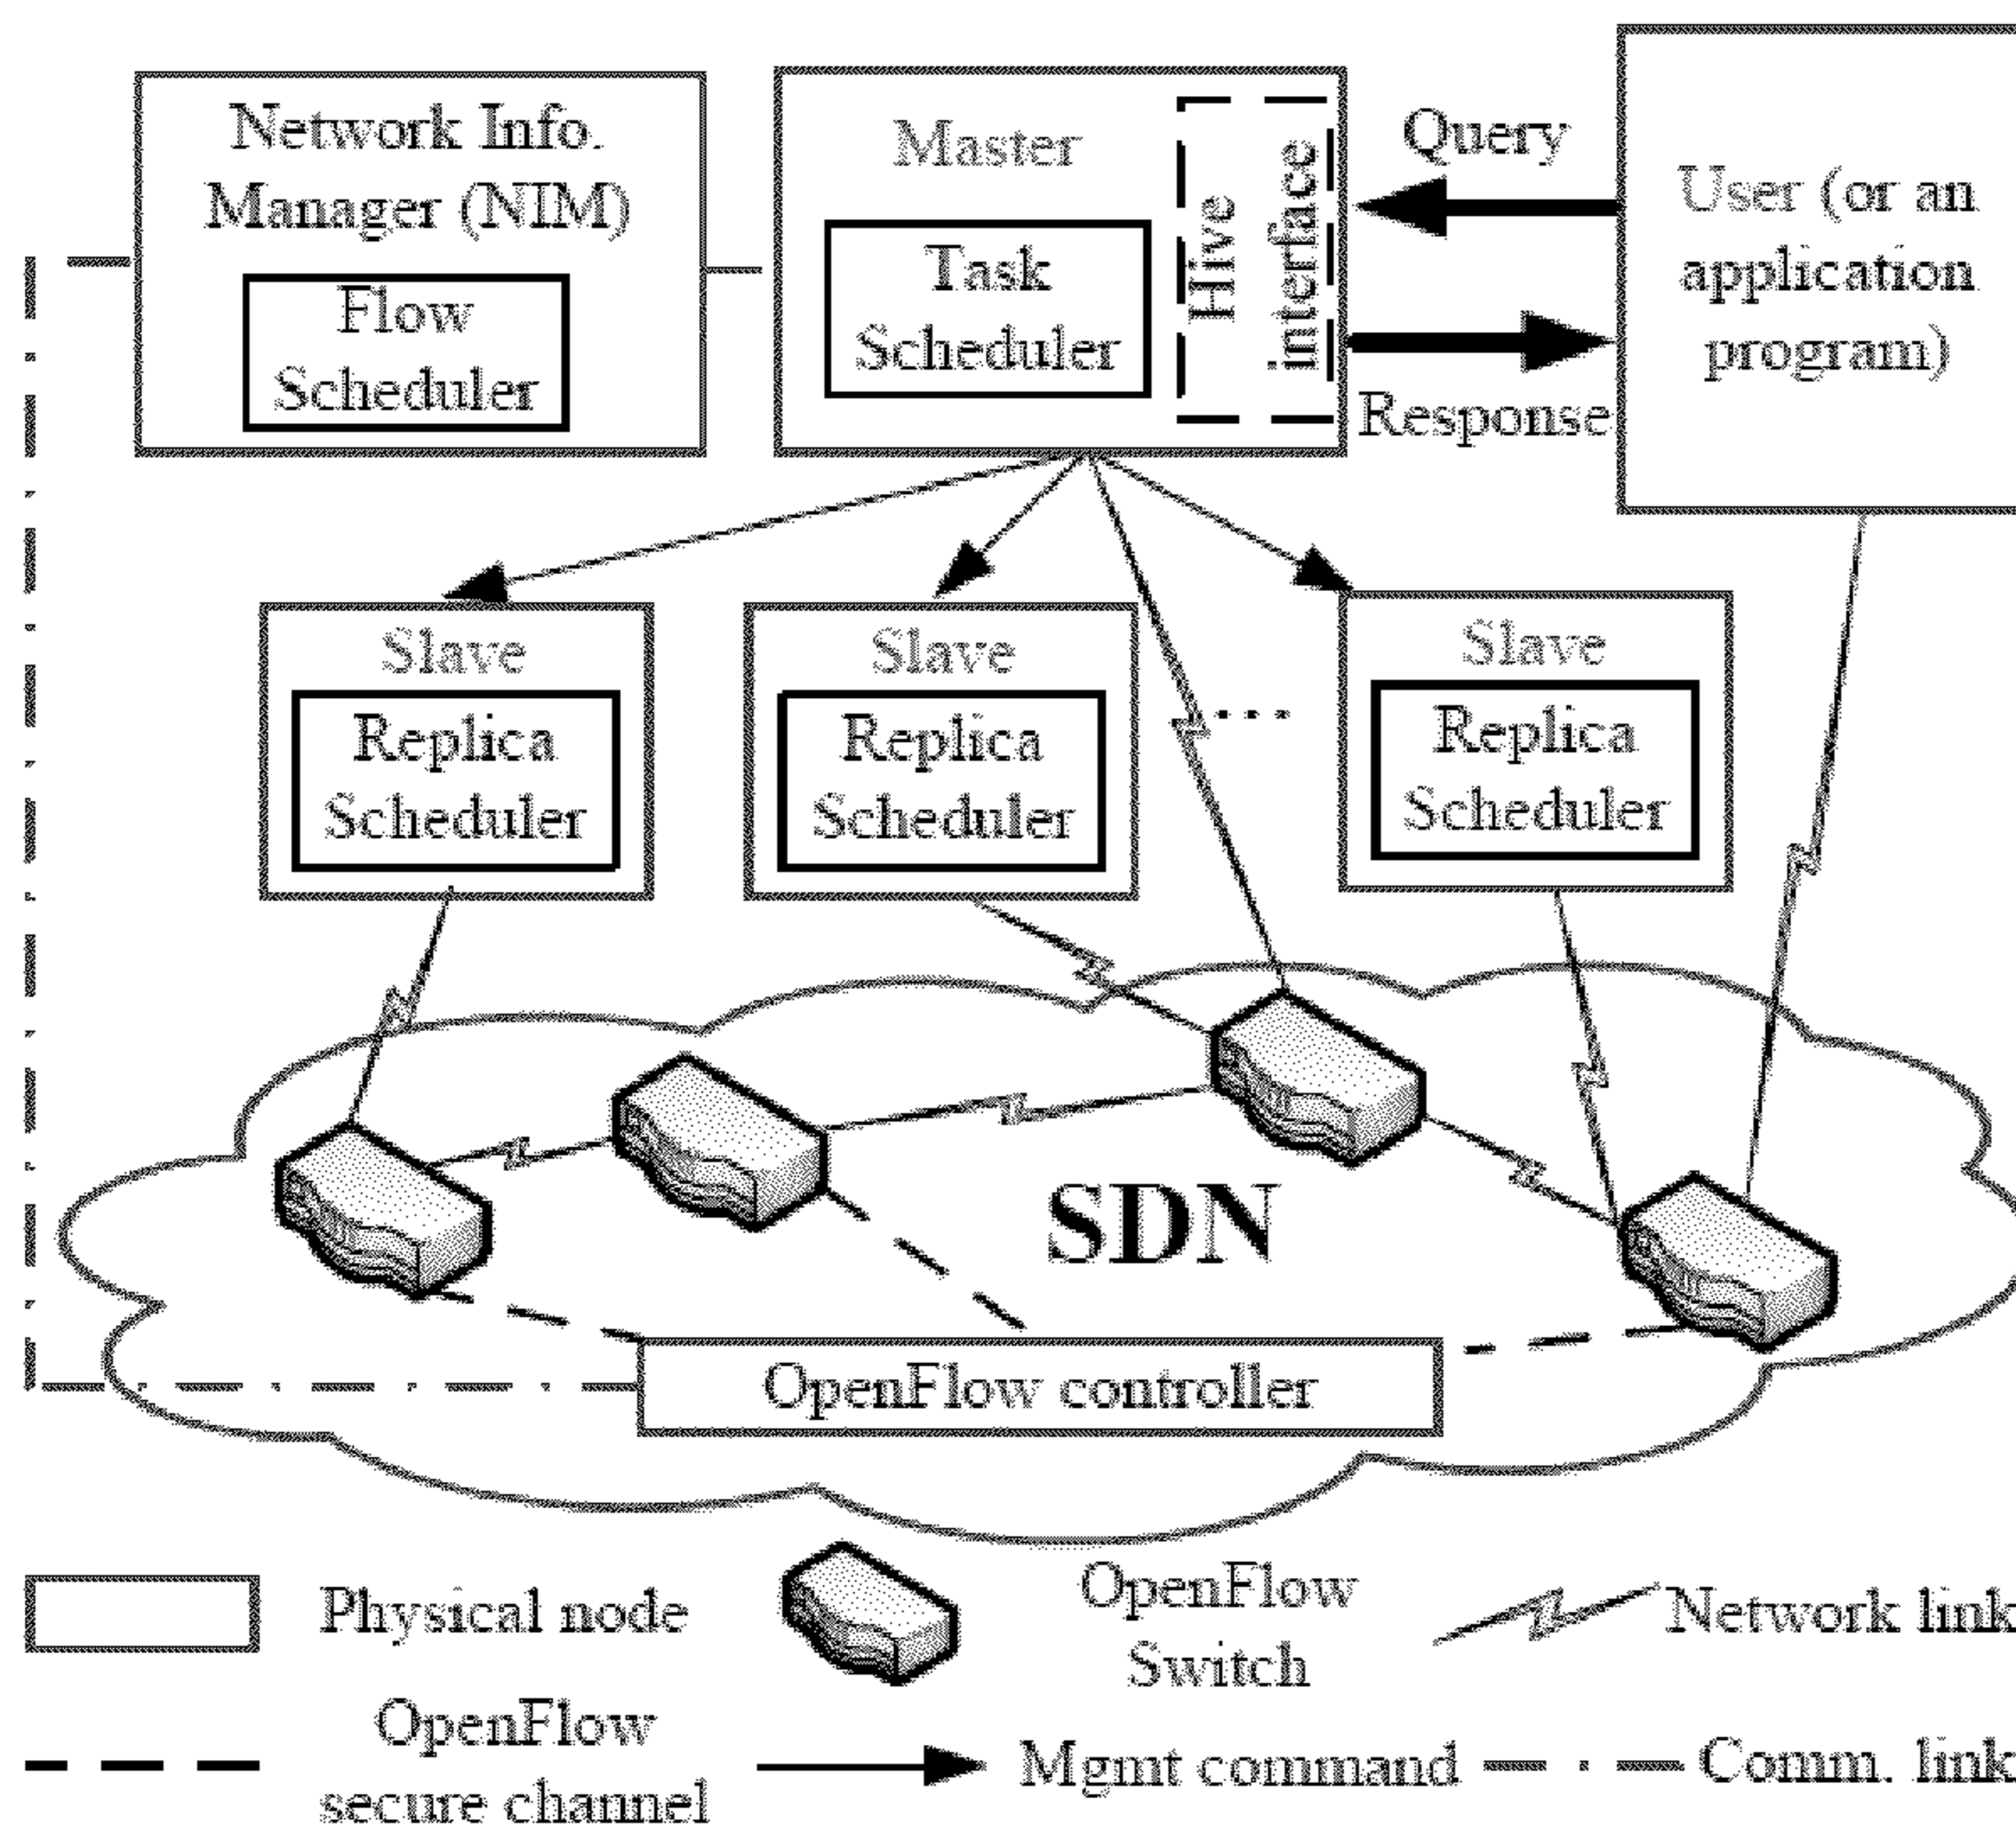 Network Info.
Manager (NIM)
Flow
Scheduler
Master
Task
Scheduler
Hive
interface
Query
Response
User (or an
application
program)
Slave
Replica
Scheduler
Slave
Replica
Scheduler
...
Slave
Replica
Scheduler
SDN
OpenFlow controller
Physical node
OpenFlow
Switch
Network link
OpenFlow
secure channel
Mgmt command
Comm. link